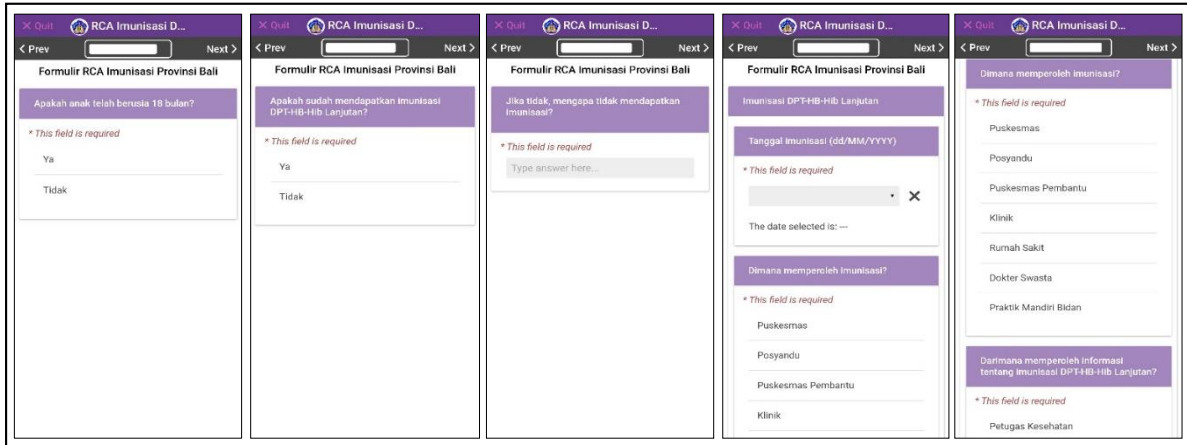 × Quit RCA Imunisasi D...
< Prev Next >
Formulir RCA Imunisasi Provinsi Bali
Apakah anak telah berusia 18 bulan?
* This field is required
Ya
Tidak
× Quit RCA Imunisasi D...
< Prev Next >
Formulir RCA Imunisasi Provinsi Bali
Apakah sudah mendapatkan imunisasi
DPT-HB-Hib Lanjutan?
* This field is required
Ya
Tidak
× Quit RCA Imunisasi D...
< Prev Next >
Formulir RCA Imunisasi Provinsi Bali
Jika tidak, mengapa tidak mendapatkan
imunisasi?
* This field is required
Type answer here...
× Quit RCA Imunisasi D...
< Prev Next >
Formulir RCA Imunisasi Provinsi Bali
Imunisasi DPT-HB-Hib Lanjutan
Tanggal imunisasi (dd/MM/YYYY)
* This field is required
The date selected is: ---
Dimana memperoleh imunisasi?
* This field is required
Puskesmas
Posyandu
Puskesmas Pembantu
Klinik
× Quit RCA Imunisasi D...
< Prev Next >
Dimana memperoleh imunisasi?
* This field is required
Puskesmas
Posyandu
Puskesmas Pembantu
Klinik
Rumah Sakit
Dokter Swasta
Praktik Mandiri Bidan
Darimana memperoleh informasi
tentang imunisasi DPT-HB-Hib Lanjutan?
* This field is required
Petugas Kesehatan